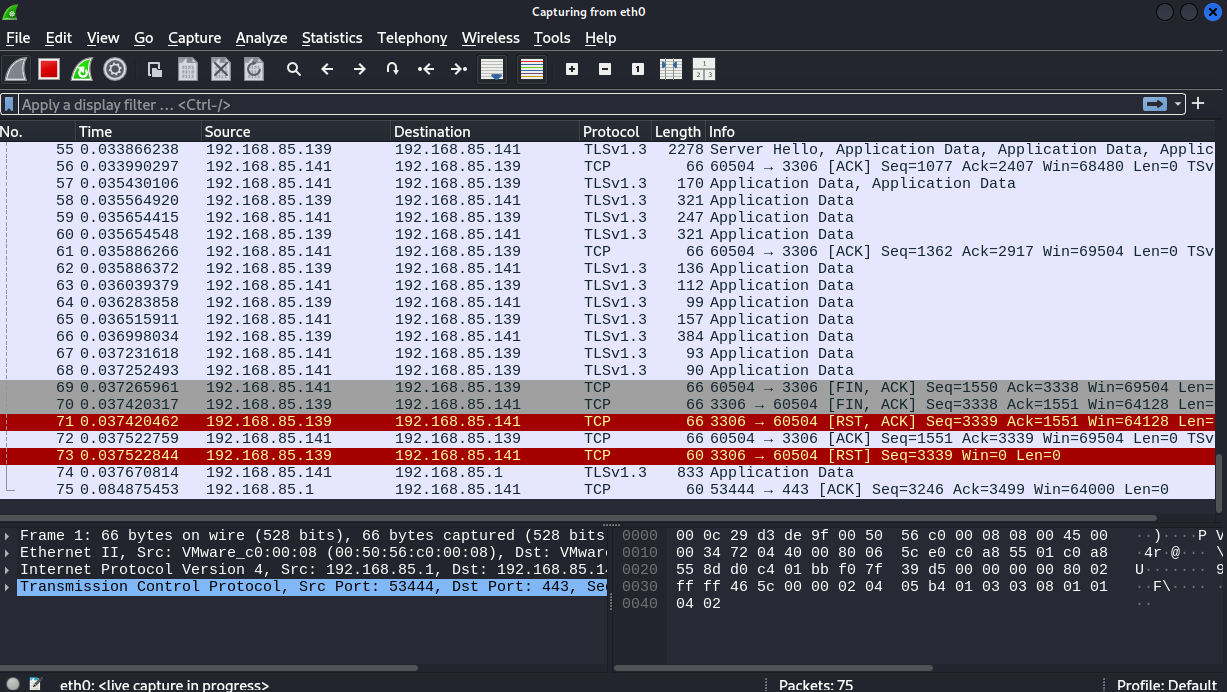 Capturing from eth0
File Edit View Go Capture Analyze Statistics Telephony Wireless Tools Help
Apply a display filter … <Ctrl-/>
No. Time Source Destination Protocol Length Info
55 0.033866238 192.168.85.139 192.168.85.141 TLSv1.3 2278 Server Hello, Application Data, Application Data, Applic
56 0.033990297 192.168.85.141 192.168.85.139 TCP 66 60504 → 3306 [ACK] Seq=1077 Ack=2407 Win=68480 Len=0 TSv
57 0.035430106 192.168.85.141 192.168.85.139 TLSv1.3 170 Application Data, Application Data
58 0.035564920 192.168.85.139 192.168.85.141 TLSv1.3 321 Application Data
59 0.035654415 192.168.85.141 192.168.85.139 TLSv1.3 247 Application Data
60 0.035654548 192.168.85.139 192.168.85.141 TLSv1.3 321 Application Data
61 0.035886266 192.168.85.141 192.168.85.139 TCP 66 60504 → 3306 [ACK] Seq=1362 Ack=2917 Win=69504 Len=0 TSv
62 0.035886372 192.168.85.139 192.168.85.141 TLSv1.3 136 Application Data
63 0.036039379 192.168.85.141 192.168.85.139 TLSv1.3 112 Application Data
64 0.036283858 192.168.85.139 192.168.85.141 TLSv1.3 99 Application Data
65 0.036515911 192.168.85.141 192.168.85.139 TLSv1.3 157 Application Data
66 0.036998034 192.168.85.139 192.168.85.141 TLSv1.3 384 Application Data
67 0.037231618 192.168.85.141 192.168.85.139 TLSv1.3 93 Application Data
68 0.037252493 192.168.85.141 192.168.85.139 TLSv1.3 90 Application Data
69 0.037265961 192.168.85.141 192.168.85.139 TCP 66 60504 → 3306 [FIN, ACK] Seq=1550 Ack=3338 Win=69504 Len=
70 0.037420317 192.168.85.139 192.168.85.141 TCP 66 3306 → 60504 [FIN, ACK] Seq=3338 Ack=1551 Win=64128 Len=
71 0.037420462 192.168.85.139 192.168.85.141 TCP 66 3306 → 60504 [RST, ACK] Seq=3339 Ack=1551 Win=64128 Len=
72 0.037522759 192.168.85.141 192.168.85.139 TCP 66 60504 → 3306 [ACK] Seq=1551 Ack=3339 Win=69504 Len=0 TSv
73 0.037522844 192.168.85.139 192.168.85.141 TCP 60 3306 → 60504 [RST] Seq=3339 Win=0 Len=0
74 0.037670814 192.168.85.141 192.168.85.1 TLSv1.3 833 Application Data
75 0.084875453 192.168.85.1 192.168.85.141 TCP 60 53444 → 443 [ACK] Seq=3246 Ack=3499 Win=64000 Len=0
Frame 1: 66 bytes on wire (528 bits), 66 bytes captured (528 bits
Ethernet II, Src: VMware_c0:00:08 (00:50:56:c0:00:08), Dst: VMwar
Internet Protocol Version 4, Src: 192.168.85.1, Dst: 192.168.85.14
Transmission Control Protocol, Src Port: 53444, Dst Port: 443, Se
0000 00 0c 29 d3 de 9f 00 50 56 c0 00 08 08 00 45 00 ··)····P V
0010 00 34 72 04 40 00 80 06 5c e0 c0 a8 55 01 c0 a8 ·4r·@··· \
0020 55 8d d0 c4 01 bb f0 7f 39 d5 00 00 00 00 80 02 U······· 9
0030 ff ff 46 5c 00 00 02 04 05 b4 01 03 03 08 01 01 ··F\···· ·
0040 04 02 ··
eth0: <live capture in progress>
Packets: 75
Profile: Default